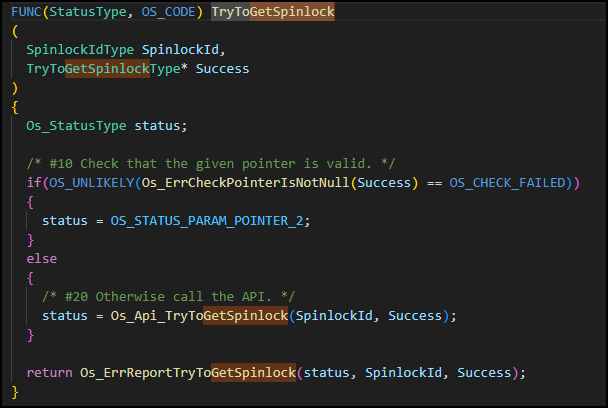 FUNC(StatusType, OS_CODE) TryToGetSpinlock
(
  SpinlockIdType SpinlockId,
  TryToGetSpinlockType* Success
)
{
  Os_StatusType status;

  /* #10 Check that the given pointer is valid. */
  if(OS_UNLIKELY(Os_ErrCheckPointerIsNotNull(Success) == OS_CHECK_FAILED))
  {
    status = OS_STATUS_PARAM_POINTER_2;
  }
  else
  {
    /* #20 Otherwise call the API. */
    status = Os_Api_TryToGetSpinlock(SpinlockId, Success);
  }

  return Os_ErrReportTryToGetSpinlock(status, SpinlockId, Success);
}